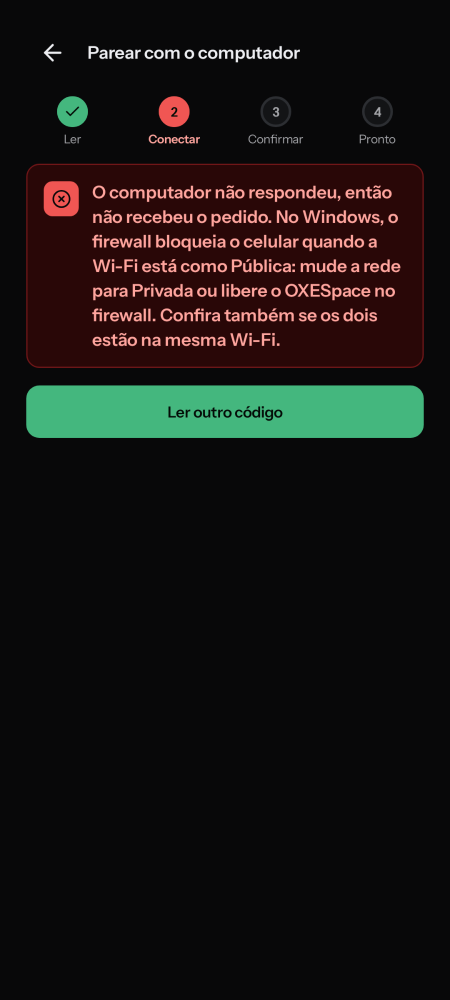 Parear com o computador
2
3
4
Ler
Conectar
Confirmar
Pronto
O computador não respondeu, então
não recebeu o pedido. No Windows, o
firewall bloqueia o celular quando a
Wi-Fi está como Pública: mude a rede
para Privada ou libere o OXESpace no
firewall. Confira também se os dois
estão na mesma Wi-Fi.
Ler outro código